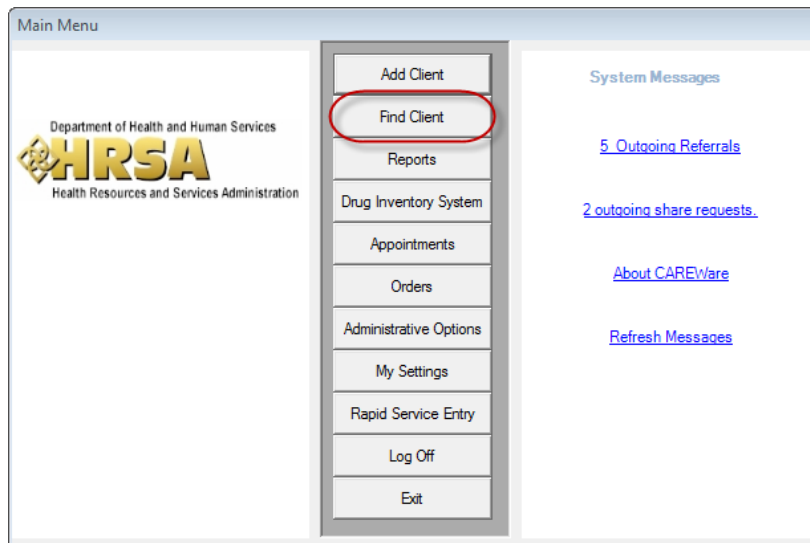 Main Menu
Department of Health and Human Services
HRSA
Health Resources and Services Administration
Add Client
Find Client
Reports
Drug Inventory System
Appointments
Orders
Administrative Options
My Settings
Rapid Service Entry
Log Off
Exit
System Messages
5 Outgoing Referrals
2 outgoing share requests.
About CAREWare
Refresh Messages